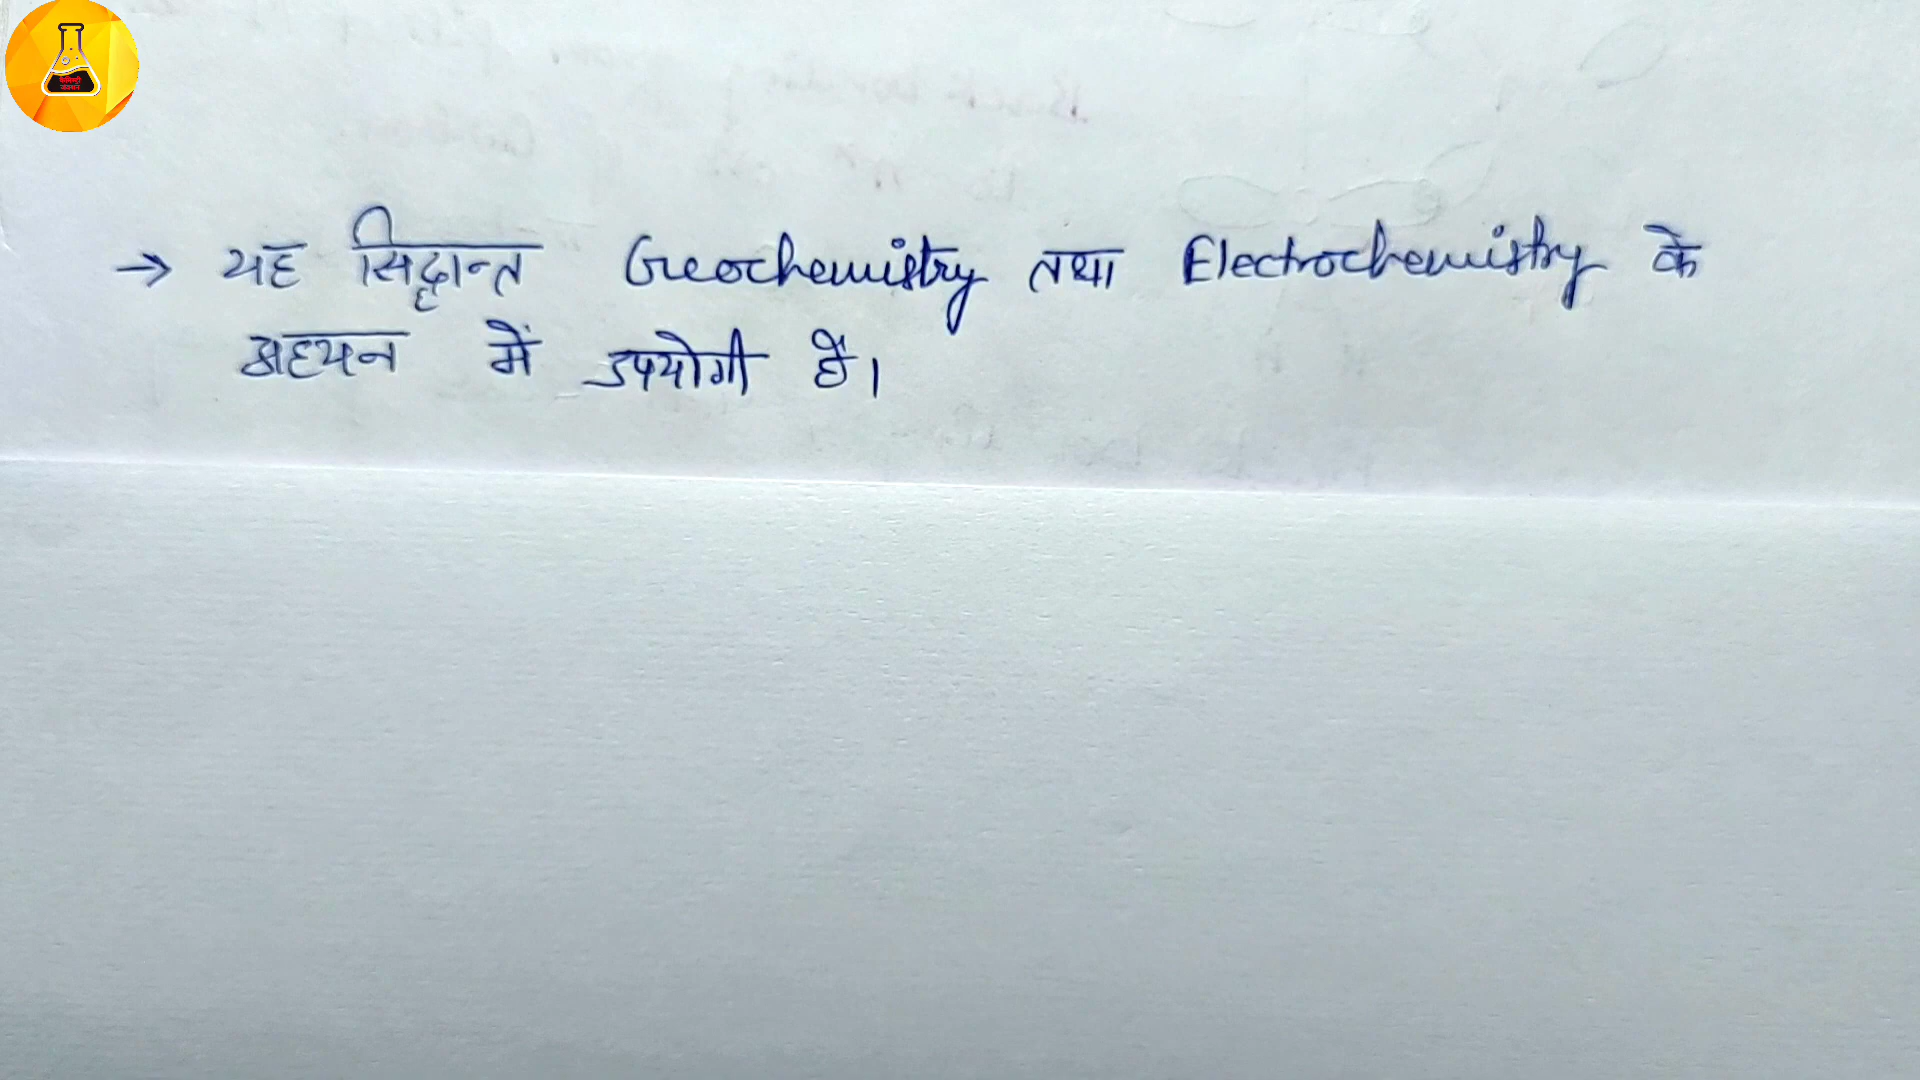 → यह सिद्धान्त Geochemistry तथा Electrochemistry के
अध्ययन में उपयोगी हैं।